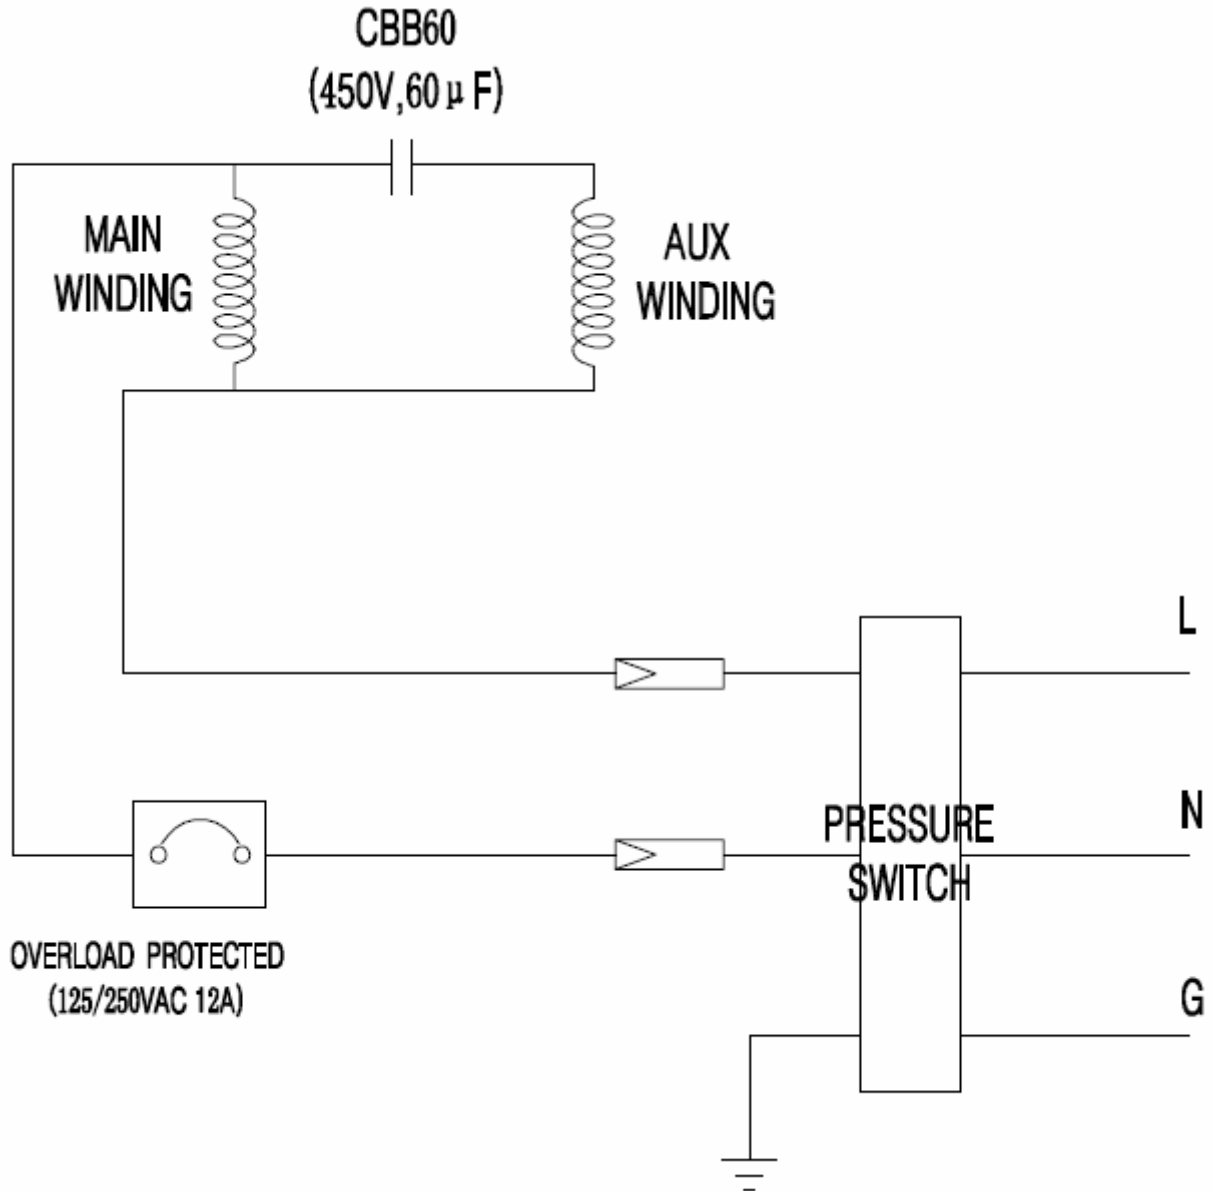 CBB60
(450V,60μF)
MAIN
WINDING
AUX
WINDING
L
N
PRESSURE
SWITCH
OVERLOAD PROTECTED
(125/250VAC 12A)
G